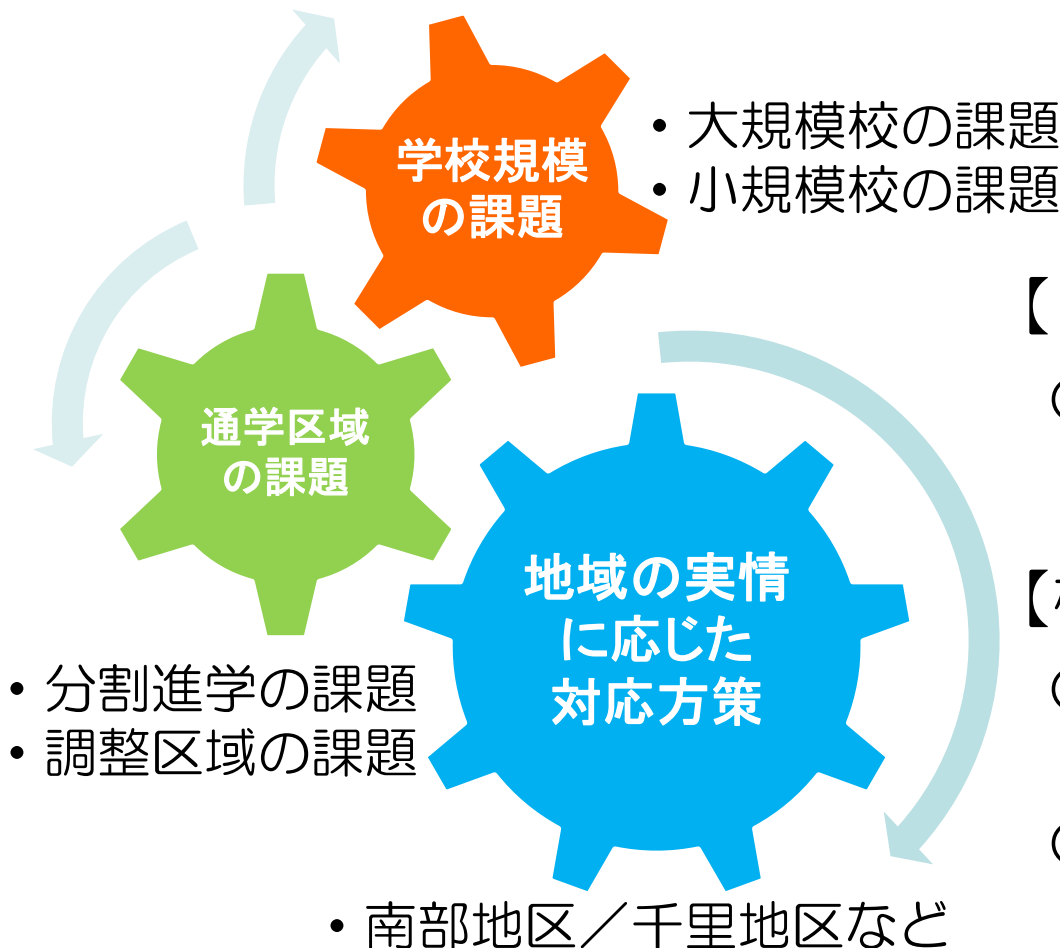 学校規模
の課題
・大規模校の課題
・小規模校の課題
通学区域
の課題
・分割進学の課題
・調整区域の課題
地域の実情
に応じた
対応方策
・南部地区／千里地区など
【
【